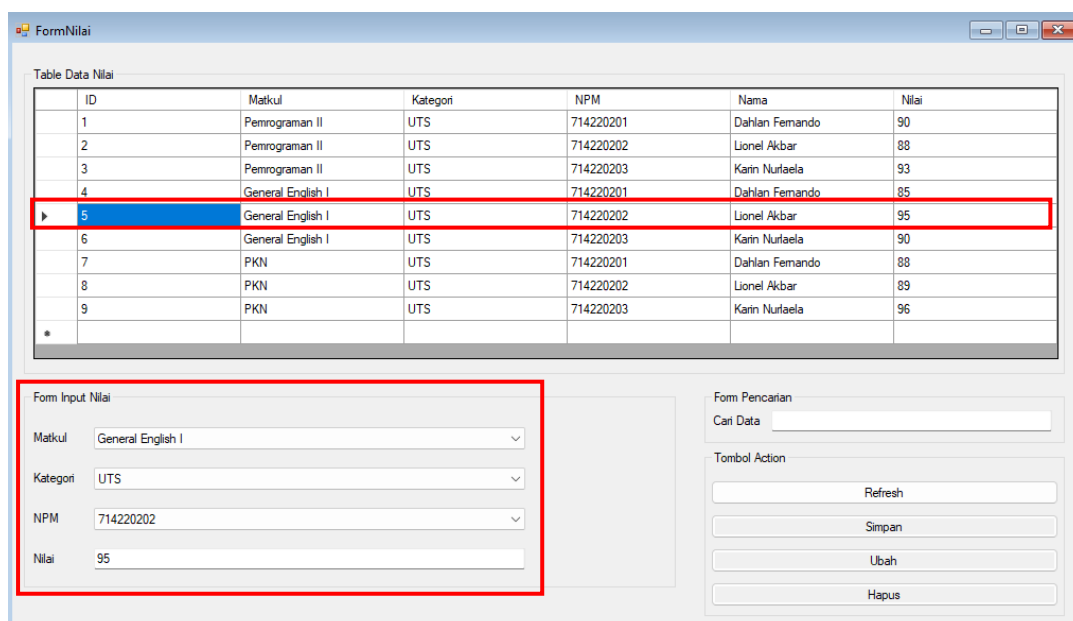 FormNilai
Table Data Nilai
ID Matkul Kategori NPM Nama Nilai
1 Pemrograman II UTS 714220201 Dahlan Fernando 90
2 Pemrograman II UTS 714220202 Lionel Akbar 88
3 Pemrograman II UTS 714220203 Karin Nurlaela 93
4 General English I UTS 714220201 Dahlan Fernando 85
5 General English I UTS 714220202 Lionel Akbar 95
6 General English I UTS 714220203 Karin Nurlaela 90
7 PKN UTS 714220201 Dahlan Fernando 88
8 PKN UTS 714220202 Lionel Akbar 89
9 PKN UTS 714220203 Karin Nurlaela 96
Form Input Nilai
Matkul General English I
Kategori UTS
NPM 714220202
Nilai 95
Form Pencarian
Cari Data
Tombol Action
Refresh
Simpan
Ubah
Hapus